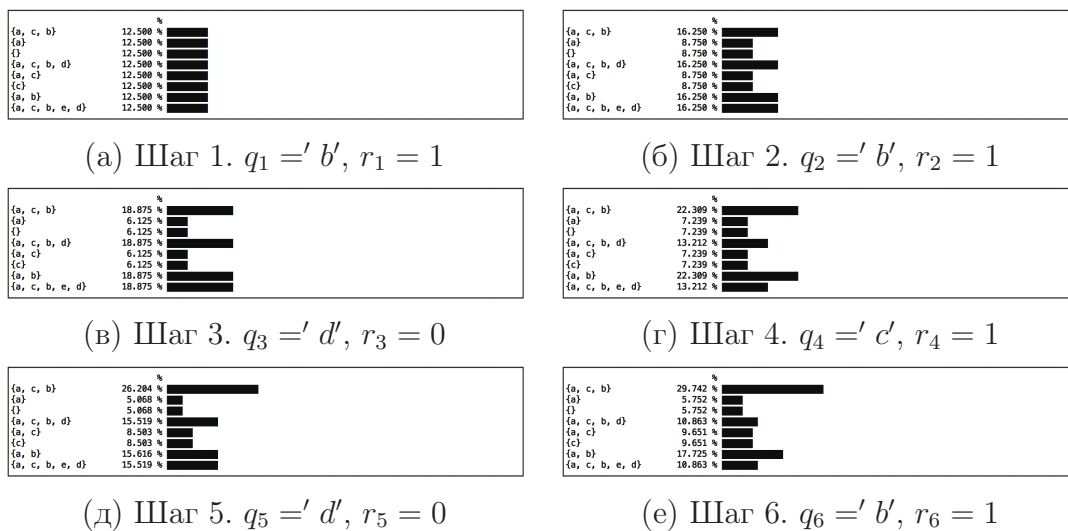 %
{a, c, b} 12.500 %
{a} 12.500 %
{} 12.500 %
{a, c, b, d} 12.500 %
{a, c} 12.500 %
{c} 12.500 %
{a, b} 12.500 %
{a, c, b, e, d} 12.500 %
(а) Шаг 1. q₁ =′ b′, r₁ = 1
%
{a, c, b} 16.250 %
{a} 8.750 %
{} 8.750 %
{a, c, b, d} 16.250 %
{a, c} 8.750 %
{c} 8.750 %
{a, b} 16.250 %
{a, c, b, e, d} 16.250 %
(б) Шаг 2. q₂ =′ b′, r₂ = 1
%
{a, c, b} 18.875 %
{a} 6.125 %
{} 6.125 %
{a, c, b, d} 18.875 %
{a, c} 6.125 %
{c} 6.125 %
{a, b} 18.875 %
{a, c, b, e, d} 18.875 %
(в) Шаг 3. q₃ =′ d′, r₃ = 0
%
{a, c, b} 22.309 %
{a} 7.239 %
{} 7.239 %
{a, c, b, d} 13.212 %
{a, c} 7.239 %
{c} 7.239 %
{a, b} 22.309 %
{a, c, b, e, d} 13.212 %
(г) Шаг 4. q₄ =′ c′, r₄ = 1
%
{a, c, b} 26.204 %
{a} 5.068 %
{} 5.068 %
{a, c, b, d} 15.519 %
{a, c} 8.503 %
{c} 8.503 %
{a, b} 15.616 %
{a, c, b, e, d} 15.519 %
(д) Шаг 5. q₅ =′ d′, r₅ = 0
%
{a, c, b} 29.742 %
{a} 5.752 %
{} 5.752 %
{a, c, b, d} 10.863 %
{a, c} 9.651 %
{c} 9.651 %
{a, b} 17.725 %
{a, c, b, e, d} 10.863 %
(е) Шаг 6. q₆ =′ b′, r₆ = 1